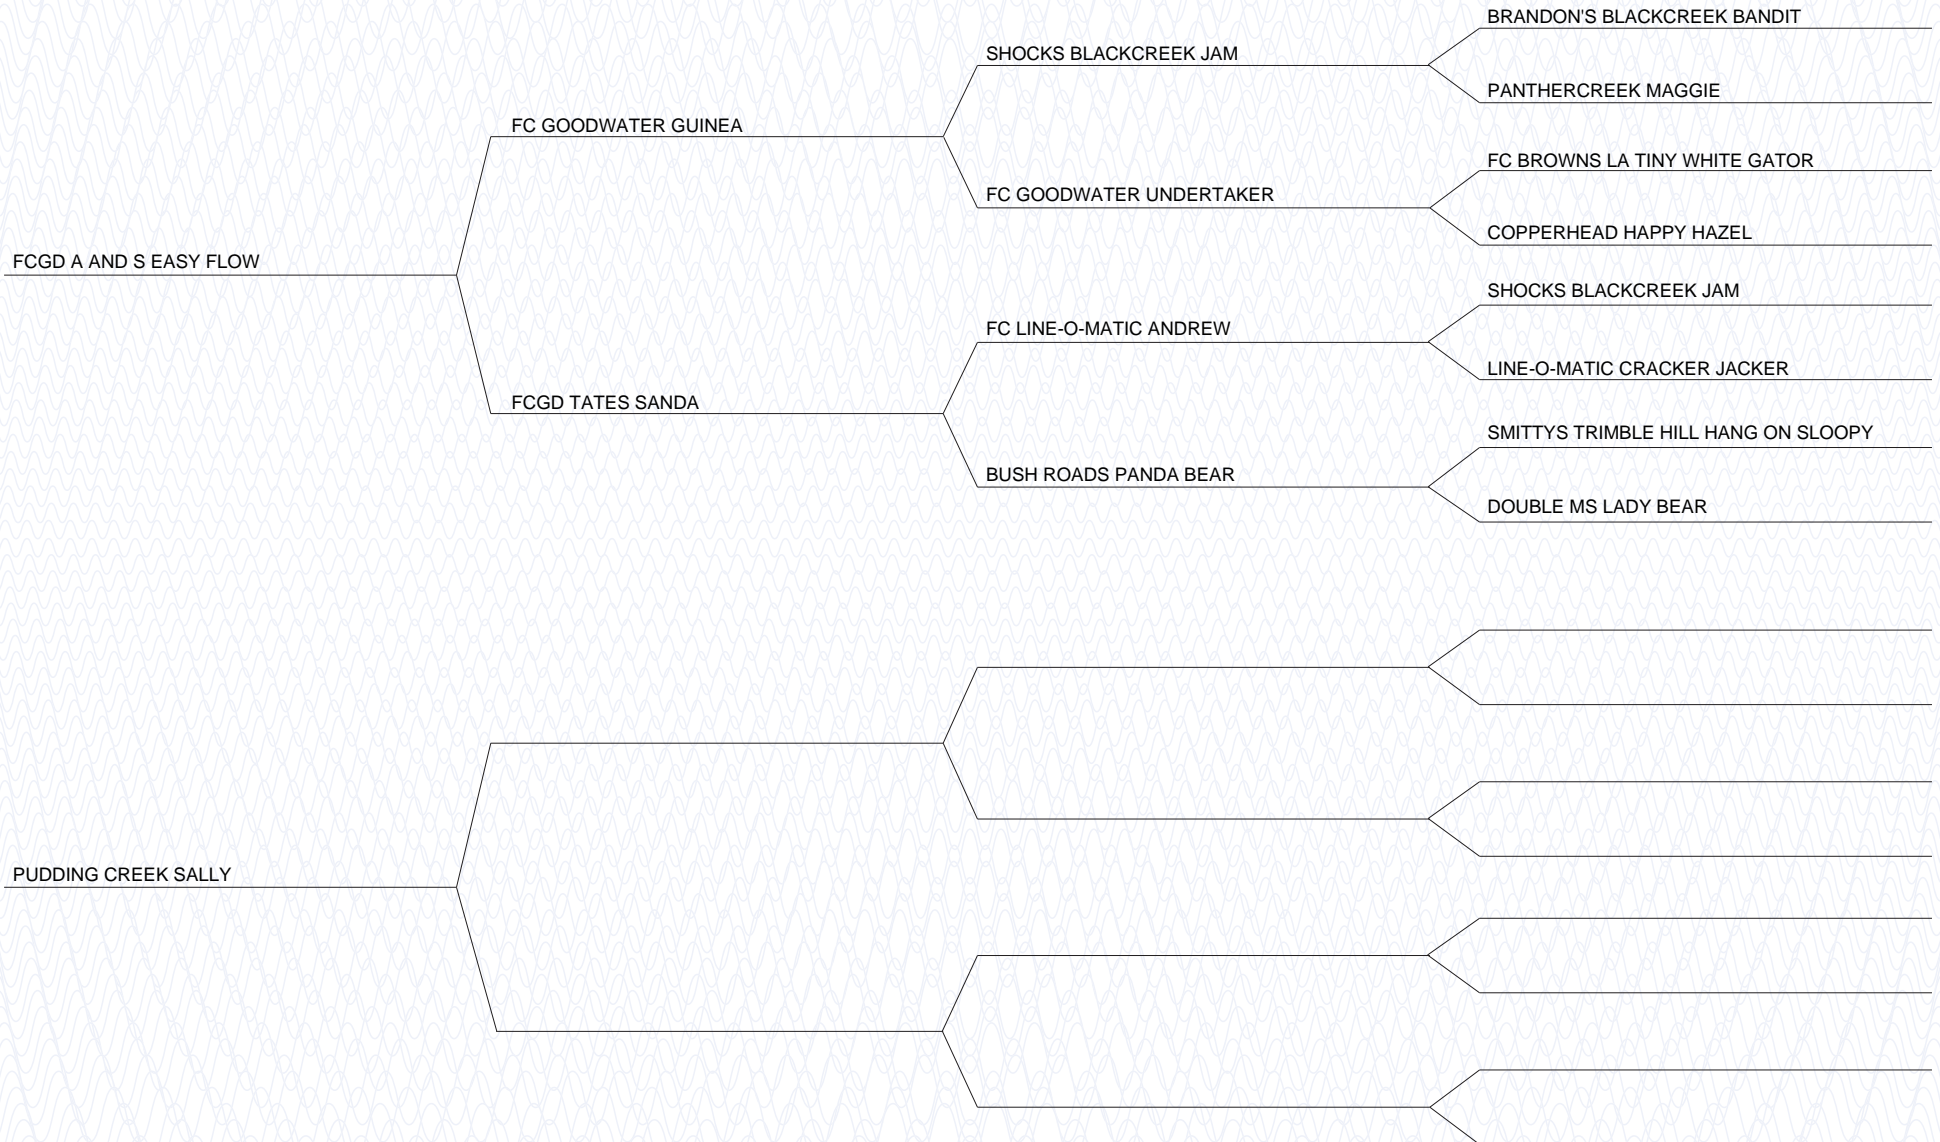 BRANDON'S BLACKCREEK BANDIT
SHOCKS BLACKCREEK JAM
PANTHERCREEK MAGGIE
FC GOODWATER GUINEA
FC BROWNS LA TINY WHITE GATOR
FC GOODWATER UNDERTAKER
COPPERHEAD HAPPY HAZEL
FCGD A AND S EASY FLOW
SHOCKS BLACKCREEK JAM
FC LINE-O-MATIC ANDREW
LINE-O-MATIC CRACKER JACKER
FCGD TATES SANDA
SMITTYS TRIMBLE HILL HANG ON SLOOPY
BUSH ROADS PANDA BEAR
DOUBLE MS LADY BEAR
PUDDING CREEK SALLY